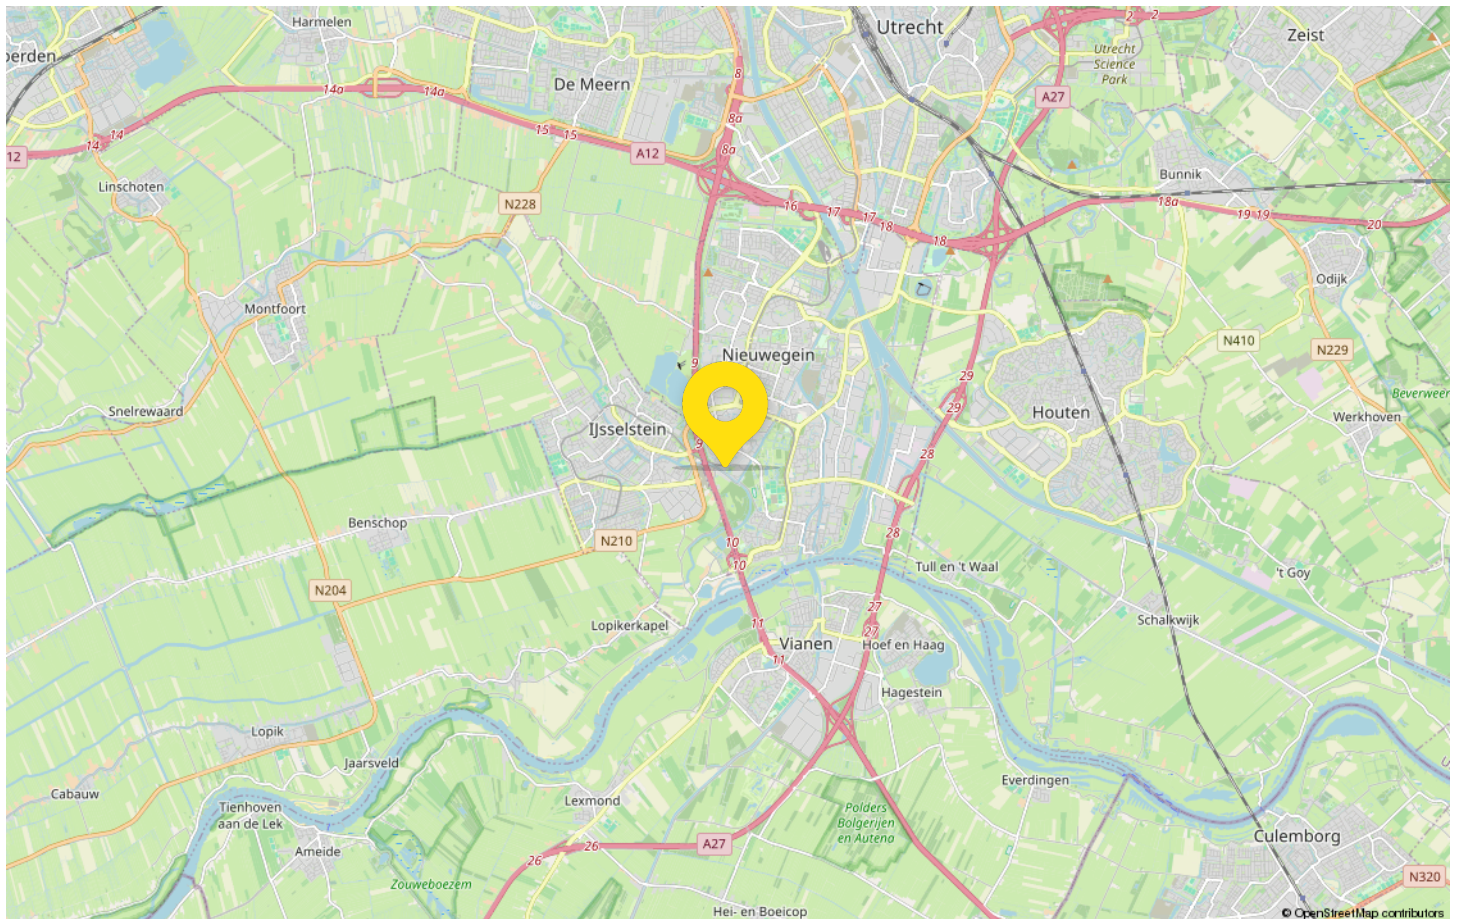 Harmelen
2
2
Utrecht
Zeist
oerden
Utrecht
Science
Park
8
De Meern
14a
14a
A27
8a
14
14
15
15
12
A12
8a
Bunnik
Linschoten
N228
16
17
17
18
18
18a
19
19
20
Odijk
Montfoort
N410
Nieuwegein
N229
9
29
29
Beverweer
Snelrewaard
Houten
Werkhoven
IJsselstein
9
28
Benschop
N210
10
10
28
Tull en 't Waal
't Goy
N204
27
Lopikerkapel
11
27
Schalkwijk
Vianen
Hoef en Haag
11
Hagestein
Lopik
Jaarsveld
Everdingen
Cabauw
Tienhoven
aan de Lek
Lexmond
Polders
Bolgerijen
en Autena
Culemborg
Ameide
A27
26
26
Zouweboezem
N320
Hei- en Boeicop
© OpenStreetMap contributors